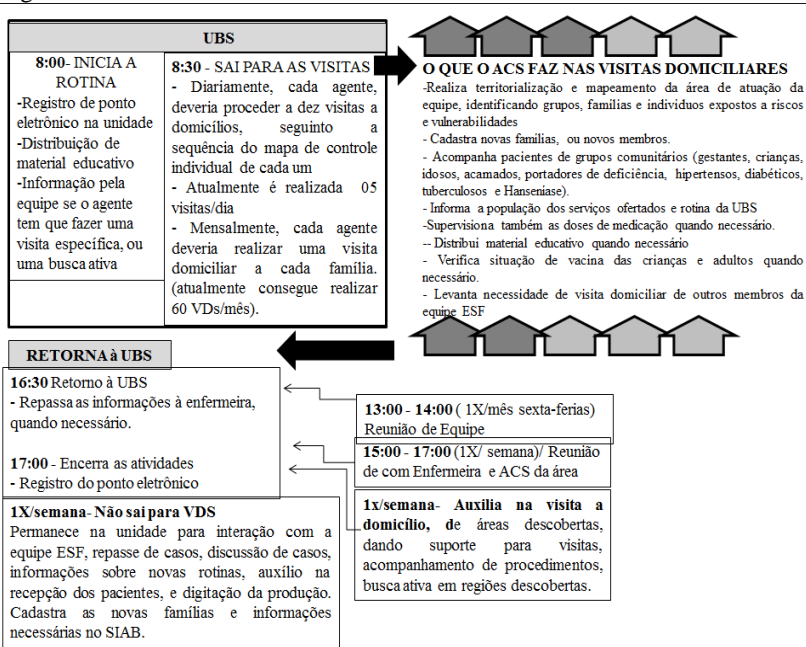 UBS
8:00- INICIA A
ROTINA
-Registro de ponto
eletrônico na unidade
-Distribuição de
material educativo
-Informação pela
equipe se o agente
tem que fazer uma
visita específica, ou
uma busca ativa
8:30 - SAI PARA AS VISITAS
- Diariamente, cada agente,
deveria proceder a dez visitas a
domicílios, seguinto a
sequência do mapa de controle
individual de cada um
- Atualmente é realizada 05
visitas/dia
- Mensalmente, cada agente
deveria realizar uma visita
domiciliar a cada família.
(atualmente consegue realizar
60 VDs/mês).
O QUE O ACS FAZ NAS VISITAS DOMICILIARES
-Realiza territorialização e mapeamento da área de atuação da
equipe, identificando grupos, famílias e individuos expostos a riscos
e vulnerabilidades
- Cadastra novas famílias, ou novos membros.
- Acompanha pacientes de grupos comunitários (gestantes, crianças,
idosos, acamados, portadores de deficiência, hipertensos, diabéticos,
tuberculosos e Hanseníase).
- Informa a população dos serviços ofertados e rotina da UBS
-Supervisiona também as doses de medicação quando necessário.
-- Distribui material educativo quando necessário
- Verifica situação de vacina das crianças e adultos quando
necessário.
- Levanta necessidade de visita domiciliar de outros membros da
equipe ESF
RETORNA à UBS
16:30 Retorno à UBS
- Repassa as informações à enfermeira,
quando necessário.
17:00 - Encerra as atividades
- Registro do ponto eletrônico
13:00 - 14:00 ( 1X/mês sexta-ferias)
Reunião de Equipe
15:00 - 17:00 (1X/ semana)/ Reunião
de com Enfermeira e ACS da área
1x/semana- Auxilia na visita a
domicílio, de áreas descobertas,
dando suporte para visitas,
acompanhamento de procedimentos,
busca ativa em regiões descobertas.
1X/semana- Não sai para VDS
Permanece na unidade para interação com a
equipe ESF, repasse de casos, discussão de casos,
informações sobre novas rotinas, auxílio na
recepção dos pacientes, e digitação da produção.
Cadastra as novas famílias e informações
necessárias no SIAB.